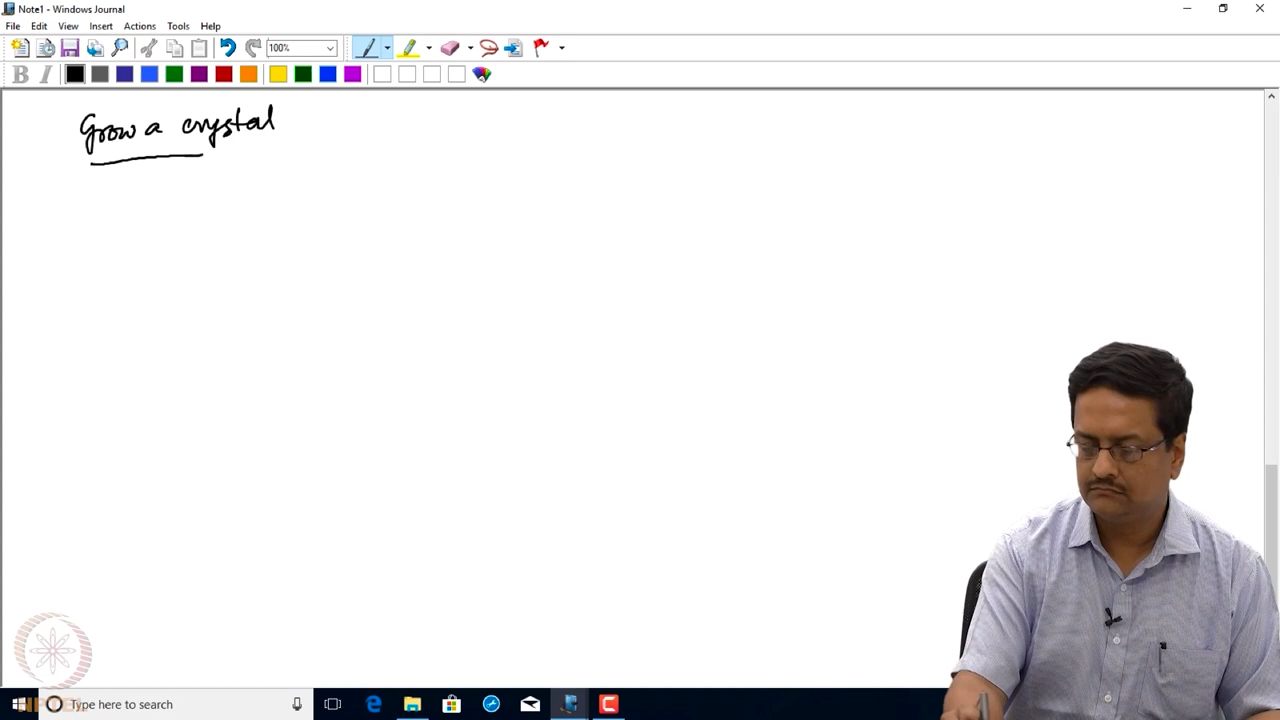 Note1 - Windows Journal
File Edit View Insert Actions Tools Help
100%
B I
Grow a crystal
Type here to search